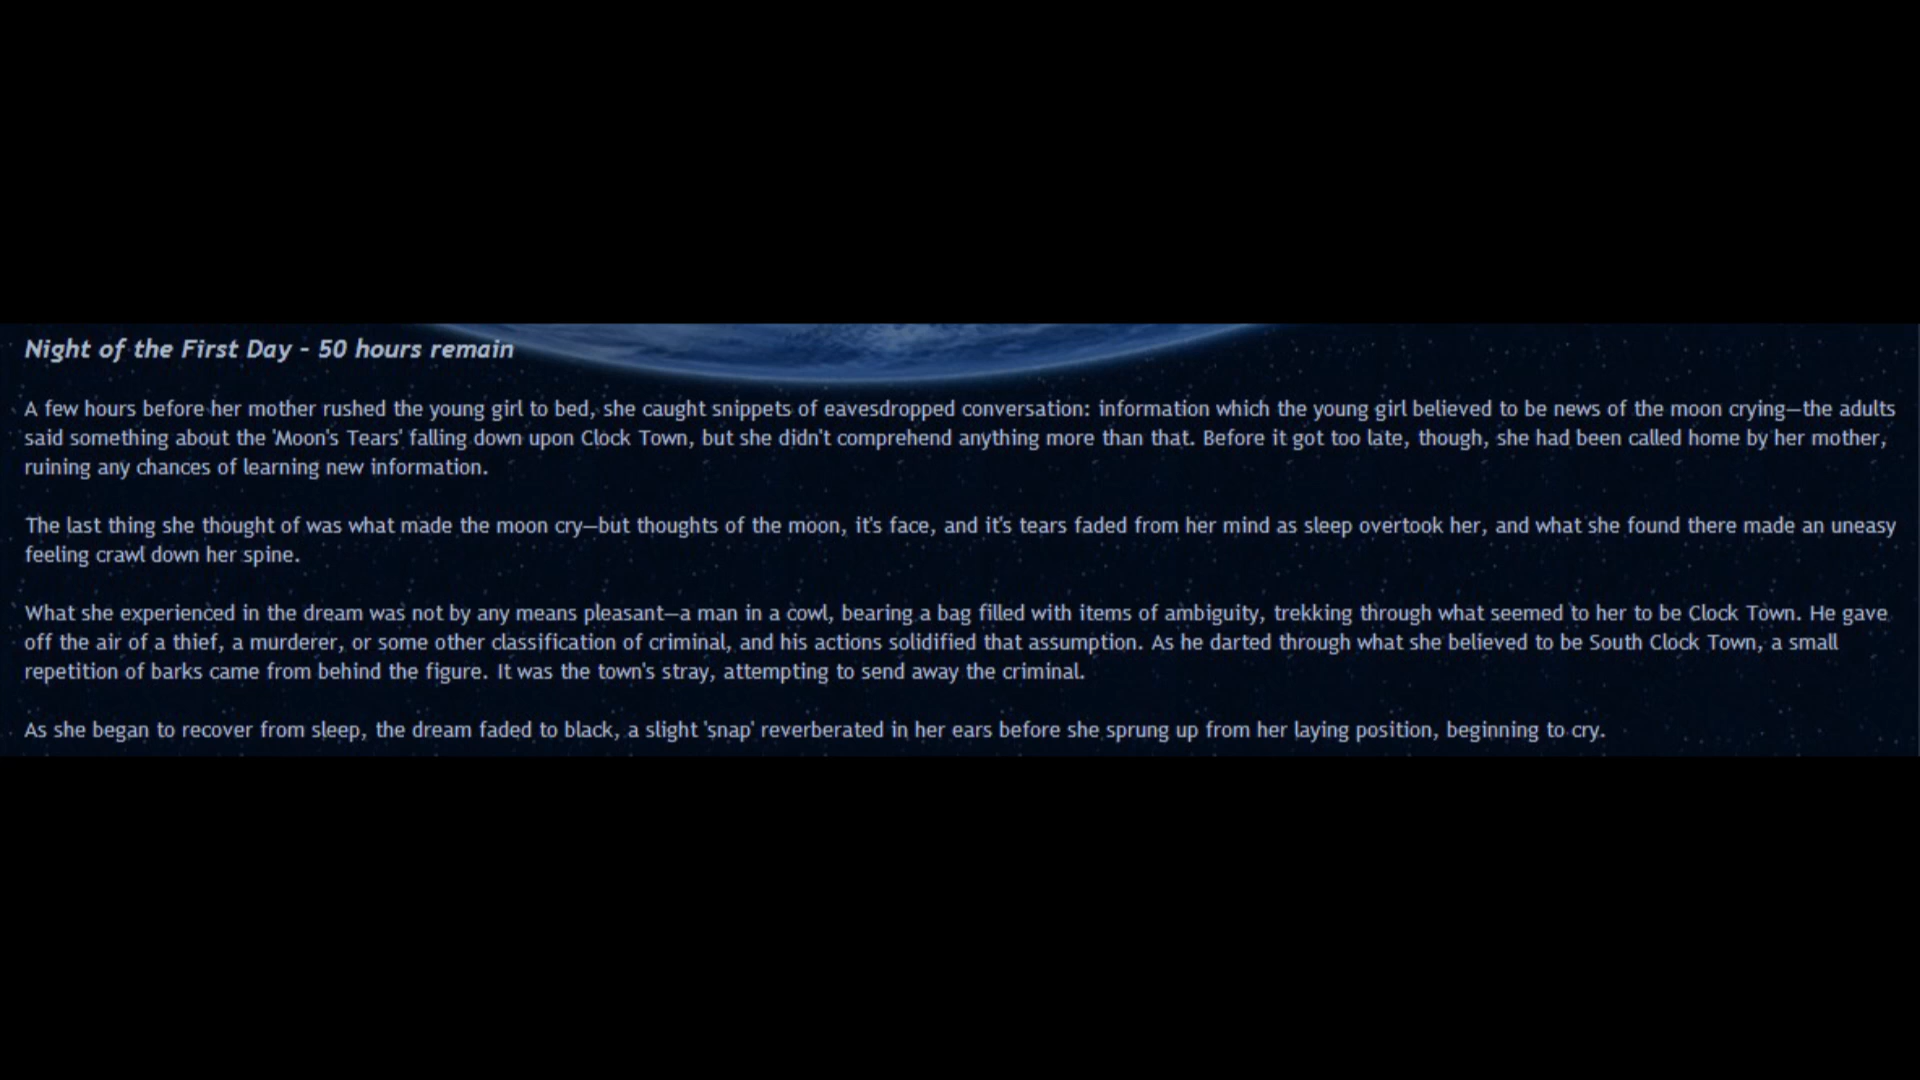 Night of the First Day - 50 hours remain
A few hours before her mother rushed the young girl to bed, she caught snippets of eavesdropped conversation: information which the young girl believed to be news of the moon crying—the adults
said something about the 'Moon's Tears' falling down upon Clock Town, but she didn't comprehend anything more than that. Before it got too late, though, she had been called home by her mother,
ruining any chances of learning new information.
The last thing she thought of was what made the moon cry—but thoughts of the moon, it's face, and it's tears faded from her mind as sleep overtook her, and what she found there made an uneasy
feeling crawl down her spine.
What she experienced in the dream was not by any means pleasant—a man in a cowl, bearing a bag filled with items of ambiguity, trekking through what seemed to her to be Clock Town. He gave
off the air of a thief, a murderer, or some other classification of criminal, and his actions solidified that assumption. As he darted through what she believed to be South Clock Town, a small
repetition of barks came from behind the figure. It was the town's stray, attempting to send away the criminal.
As she began to recover from sleep, the dream faded to black, a slight 'snap' reverberated in her ears before she sprung up from her laying position, beginning to cry.